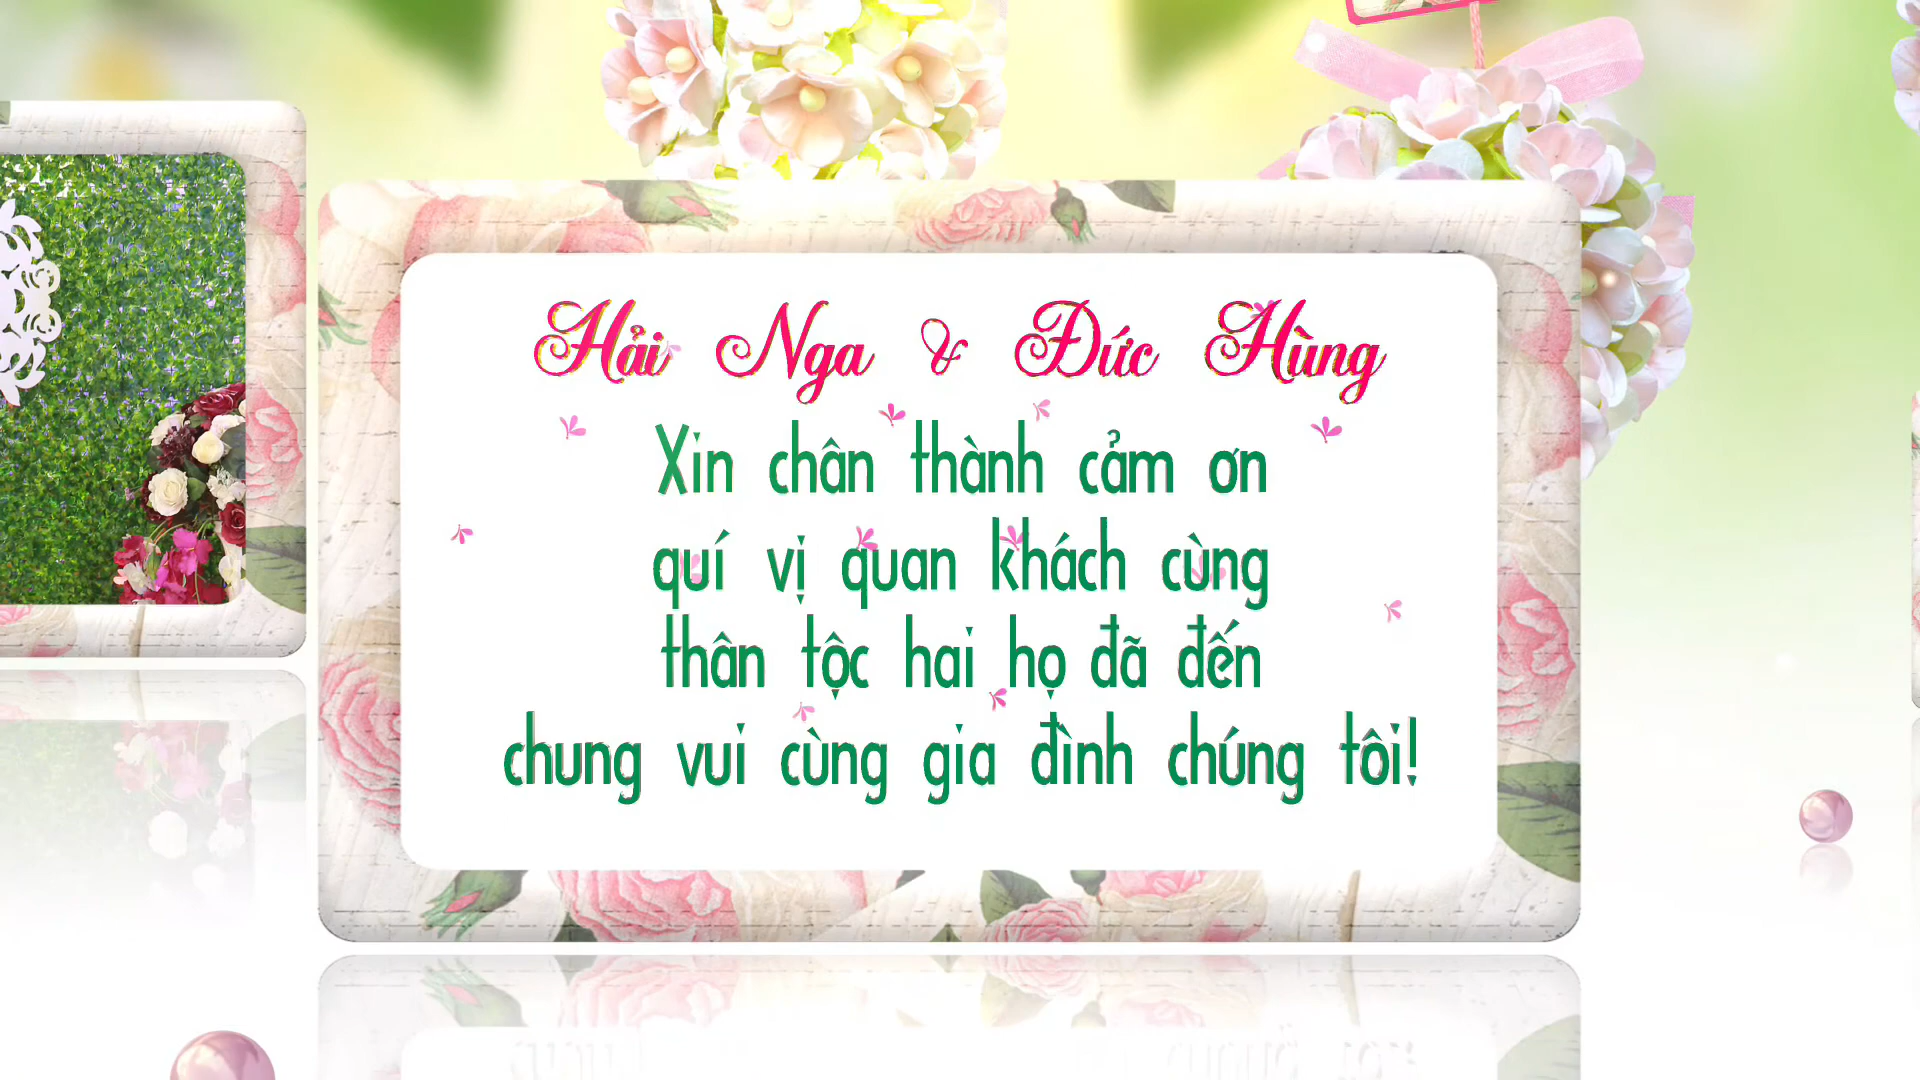 Hải Nga & Đức Hùng
Xin chân thành cảm ơn
quí vị quan khách cùng
thân tộc hai họ đã đến
chung vui cùng gia đình chúng tôi!